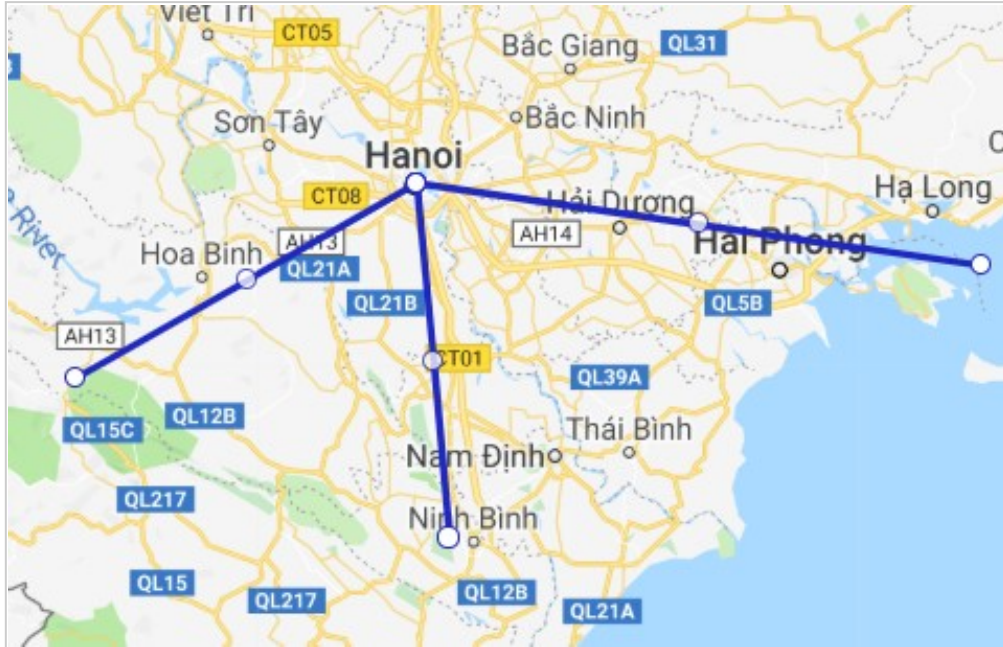 Việt Trì
CT05
Bắc Giang
QL31
Sơn Tây
Bắc Ninh
Hanoi
CT08
Hải Dương
Hạ Long
AH13
AH14
Hai Phong
River
Hoa Binh
QL21A
QL21B
QL5B
AH13
CT01
QL39A
QL12B
QL15C
Thái Bình
Nam Định
QL217
Ninh Bình
QL15
QL217
QL12B
QL21A